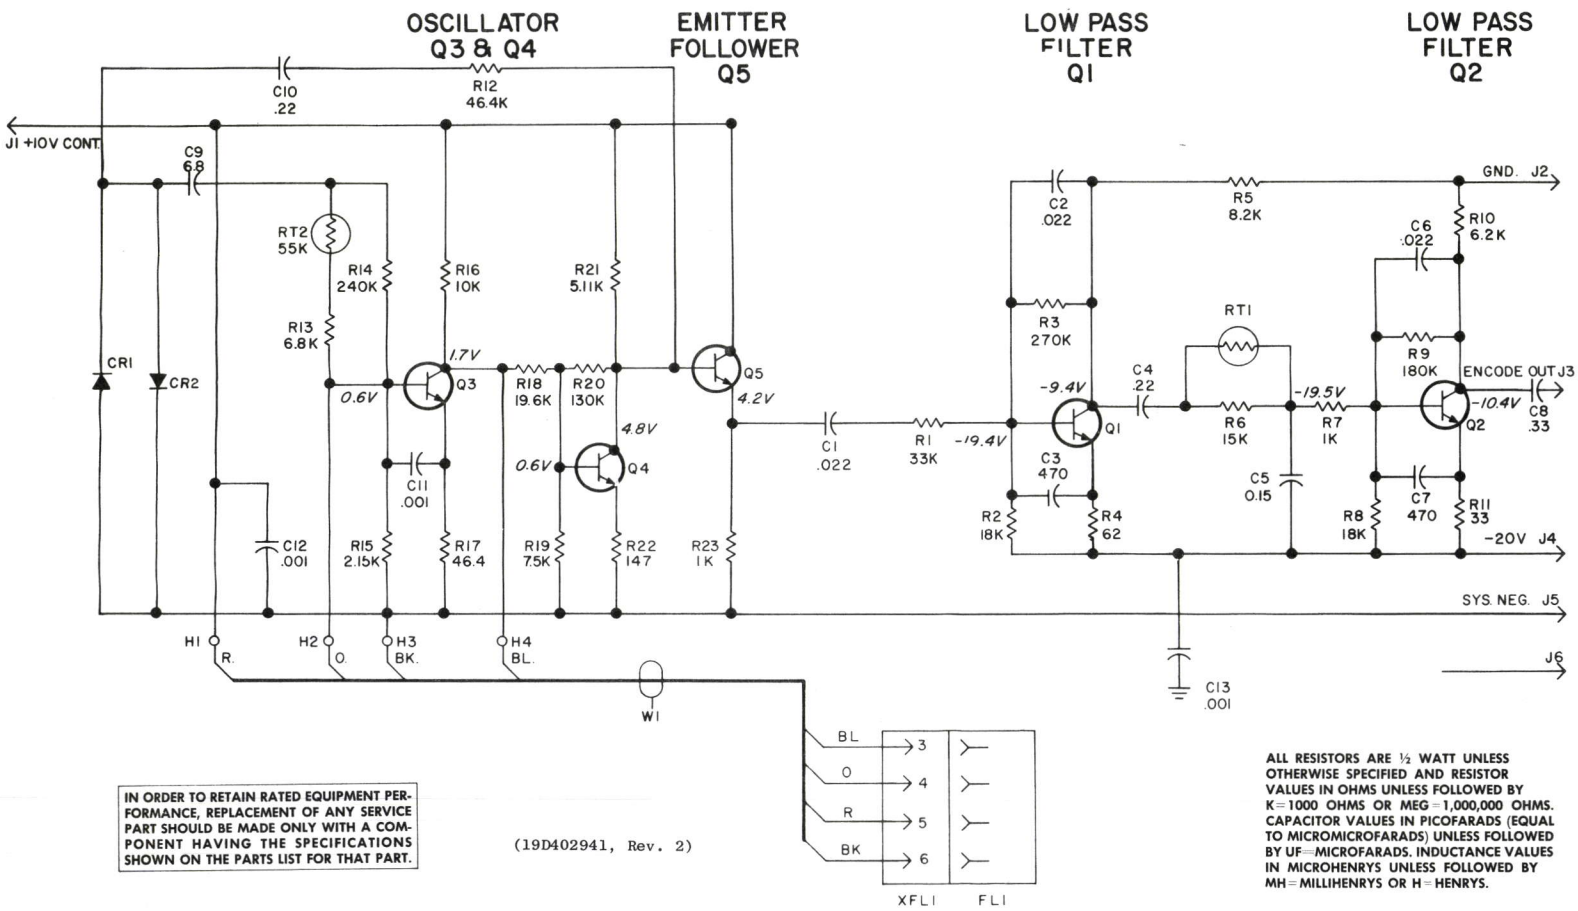 OSCILLATOR
Q3 & Q4
EMITTER
FOLLOWER
Q5
LOW PASS
FILTER
Q1
LOW PASS
FILTER
Q2
C10
.22
R12
46.4K
J1 +10V CONT.
C9
6.8
RT2
55K
R14
240K
R16
10K
R21
5.11K
R13
6.8K
CR1
CR2
1.7V
Q3
0.6V
R18
19.6K
R20
130K
Q5
4.2V
4.8V
0.6V
Q4
C11
.001
C12
.001
R15
2.15K
R17
46.4
R19
7.5K
R22
147
R23
1K
C1
.022
R1
33K
-19.4V
C2
.022
R5
8.2K
GND. J2
R10
6.2K
C6
.022
R3
270K
RT1
R9
180K
-9.4V
C4
.22
Q1
R6
15K
-19.5V
R7
1K
ENCODE OUT J3
-10.4V
Q2
C8
.33
C3
470
R2
18K
R4
62
C5
0.15
R8
18K
C7
470
R11
33
-20V J4
SYS. NEG. J5
J6
C13
.001
H1
R.
H2
O.
H3
BK.
H4
BL.
W1
BL
3
O
4
R
5
BK
6
XFL1
FL1
IN ORDER TO RETAIN RATED EQUIPMENT PER-
FORMANCE, REPLACEMENT OF ANY SERVICE
PART SHOULD BE MADE ONLY WITH A COM-
PONENT HAVING THE SPECIFICATIONS
SHOWN ON THE PARTS LIST FOR THAT PART.
(19D402941, Rev. 2)
ALL RESISTORS ARE ½ WATT UNLESS
OTHERWISE SPECIFIED AND RESISTOR
VALUES IN OHMS UNLESS FOLLOWED BY
K=1000 OHMS OR MEG=1,000,000 OHMS.
CAPACITOR VALUES IN PICOFARADS (EQUAL
TO MICROMICROFARADS) UNLESS FOLLOWED
BY UF=MICROFARADS. INDUCTANCE VALUES
IN MICROHENRYS UNLESS FOLLOWED BY
MH=MILLIHENRYS OR H=HENRYS.